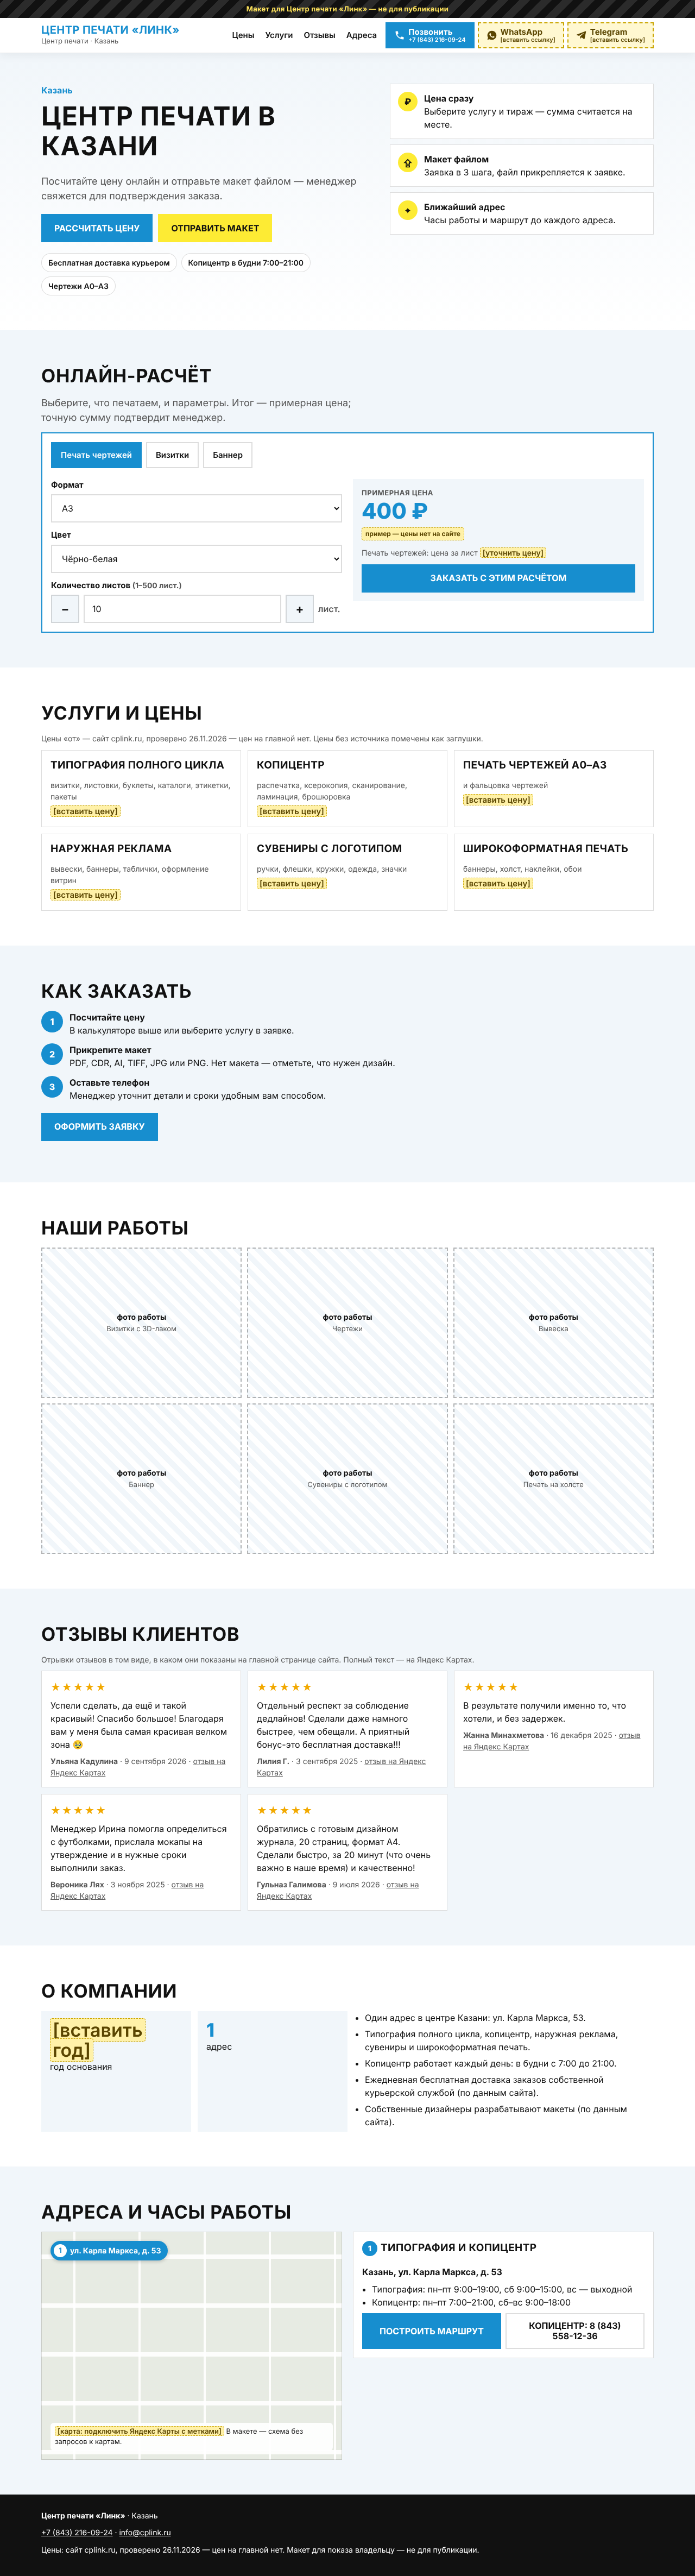 Макет для Центр печати «Линк» — не для публикации
ЦЕНТР ПЕЧАТИ «ЛИНК»
Центр печати · Казань
Цены Услуги Отзывы Адреса
Позвонить
+7 (843) 216-09-24
WhatsApp
[вставить ссылку]
Telegram
[вставить ссылку]
Казань
ЦЕНТР ПЕЧАТИ В
КАЗАНИ
Посчитайте цену онлайн и отправьте макет файлом — менеджер
свяжется для подтверждения заказа.
РАССЧИТАТЬ ЦЕНУ
ОТПРАВИТЬ МАКЕТ
Бесплатная доставка курьером
Копицентр в будни 7:00–21:00
Чертежи А0–А3
₽
Цена сразу
Выберите услугу и тираж — сумма считается на
месте.
Макет файлом
Заявка в 3 шага, файл прикрепляется к заявке.
Ближайший адрес
Часы работы и маршрут до каждого адреса.
ОНЛАЙН-РАСЧЁТ
Выберите, что печатаем, и параметры. Итог — примерная цена;
точную сумму подтвердит менеджер.
Печать чертежей
Визитки
Баннер
Формат
А3
Цвет
Чёрно-белая
Количество листов (1–500 лист.)
−
10
+
лист.
ПРИМЕРНАЯ ЦЕНА
400 ₽
пример — цены нет на сайте
Печать чертежей: цена за лист [уточнить цену]
ЗАКАЗАТЬ С ЭТИМ РАСЧЁТОМ
УСЛУГИ И ЦЕНЫ
Цены «от» — сайт cplink.ru, проверено 26.11.2026 — цен на главной нет. Цены без источника помечены как заглушки.
ТИПОГРАФИЯ ПОЛНОГО ЦИКЛА
визитки, листовки, буклеты, каталоги, этикетки,
пакеты
[вставить цену]
КОПИЦЕНТР
распечатка, ксерокопия, сканирование,
ламинация, брошюровка
[вставить цену]
ПЕЧАТЬ ЧЕРТЕЖЕЙ А0–А3
и фальцовка чертежей
[вставить цену]
НАРУЖНАЯ РЕКЛАМА
вывески, баннеры, таблички, оформление
витрин
[вставить цену]
СУВЕНИРЫ С ЛОГОТИПОМ
ручки, флешки, кружки, одежда, значки
[вставить цену]
ШИРОКОФОРМАТНАЯ ПЕЧАТЬ
баннеры, холст, наклейки, обои
[вставить цену]
КАК ЗАКАЗАТЬ
1
Посчитайте цену
В калькуляторе выше или выберите услугу в заявке.
2
Прикрепите макет
PDF, CDR, AI, TIFF, JPG или PNG. Нет макета — отметьте, что нужен дизайн.
3
Оставьте телефон
Менеджер уточнит детали и сроки удобным вам способом.
ОФОРМИТЬ ЗАЯВКУ
НАШИ РАБОТЫ
фото работы
Визитки с 3D-лаком
фото работы
Чертежи
фото работы
Вывеска
фото работы
Баннер
фото работы
Сувениры с логотипом
фото работы
Печать на холсте
ОТЗЫВЫ КЛИЕНТОВ
Отрывки отзывов в том виде, в каком они показаны на главной странице сайта. Полный текст — на Яндекс Картах.
★★★★★
Успели сделать, да ещё и такой
красивый! Спасибо большое! Благодаря
вам у меня была самая красивая велком
зона 🥹
Ульяна Кадулина · 9 сентября 2026 · отзыв на
Яндекс Картах
★★★★★
Отдельный респект за соблюдение
дедлайнов! Сделали даже намного
быстрее, чем обещали. А приятный
бонус-это бесплатная доставка!!!
Лилия Г. · 3 сентября 2025 · отзыв на Яндекс
Картах
★★★★★
В результате получили именно то, что
хотели, и без задержек.
Жанна Минахметова · 16 декабря 2025 · отзыв
на Яндекс Картах
★★★★★
Менеджер Ирина помогла определиться
с футболками, прислала мокапы на
утверждение и в нужные сроки
выполнили заказ.
Вероника Лях · 3 ноября 2025 · отзыв на
Яндекс Картах
★★★★★
Обратились с готовым дизайном
журнала, 20 страниц, формат А4.
Сделали быстро, за 20 минут (что очень
важно в наше время) и качественно!
Гульназ Галимова · 9 июля 2026 · отзыв на
Яндекс Картах
О КОМПАНИИ
[вставить
год]
год основания
1
адрес
• Один адрес в центре Казани: ул. Карла Маркса, 53.
• Типография полного цикла, копицентр, наружная реклама,
сувениры и широкоформатная печать.
• Копицентр работает каждый день: в будни с 7:00 до 21:00.
• Ежедневная бесплатная доставка заказов собственной
курьерской службой (по данным сайта).
• Собственные дизайнеры разрабатывают макеты (по данным
сайта).
АДРЕСА И ЧАСЫ РАБОТЫ
1 ул. Карла Маркса, д. 53
[карта: подключить Яндекс Карты с метками] В макете — схема без
запросов к картам.
1 ТИПОГРАФИЯ И КОПИЦЕНТР
Казань, ул. Карла Маркса, д. 53
• Типография: пн–пт 9:00–19:00, сб 9:00–15:00, вс — выходной
• Копицентр: пн–пт 7:00–21:00, сб–вс 9:00–18:00
ПОСТРОИТЬ МАРШРУТ
КОПИЦЕНТР: 8 (843)
558-12-36
Центр печати «Линк» · Казань
+7 (843) 216-09-24 · info@cplink.ru
Цены: сайт cplink.ru, проверено 26.11.2026 — цен на главной нет. Макет для показа владельцу — не для публикации.